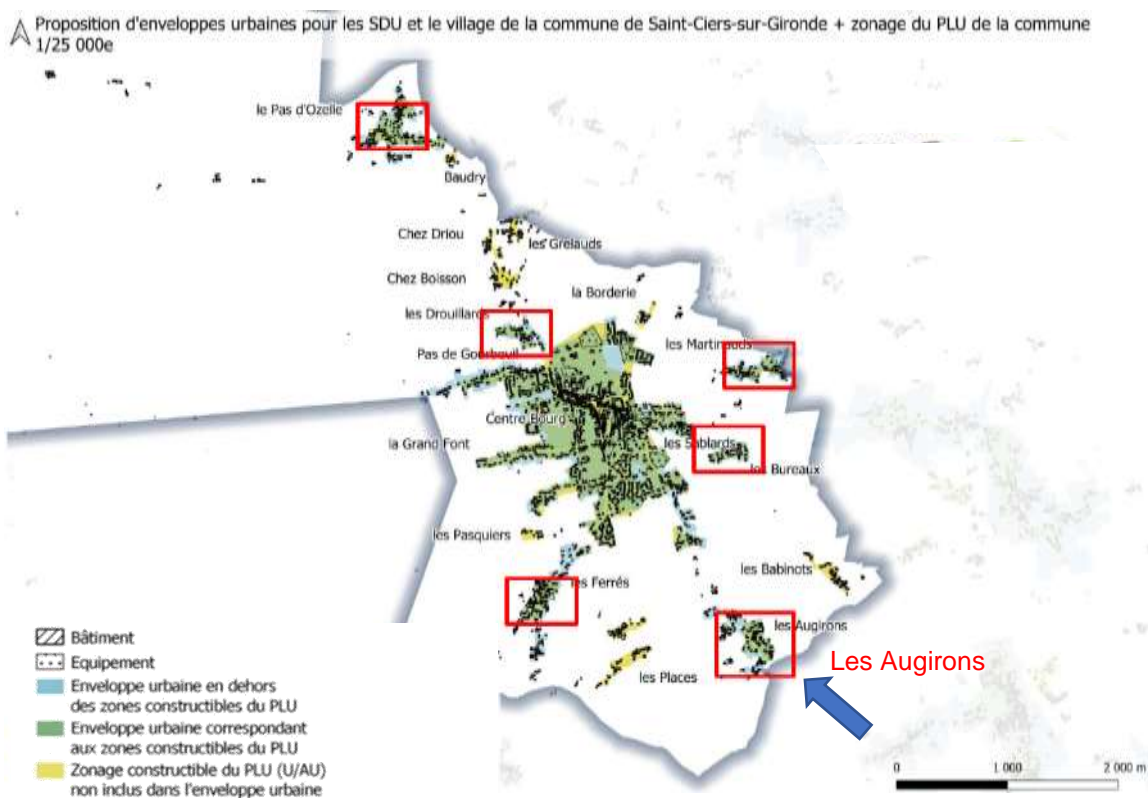 Proposition d'enveloppes urbaines pour les SDU et le village de la commune de Saint-Ciers-sur-Gironde + zonage du PLU de la commune
1/25 000e
le Pas d'Ozelle
Baudry
Chez Driou
les Grelauds
Chez Boisson
la Borderie
les Drouillards
les Martinauds
Pas de Gourbeuil
Centre Bourg
la Grand Font
les Sablards
les Bureaux
les Pasquiers
les Babinots
les Ferrés
les Augirons
Les Augirons
les Places
Bâtiment
Equipement
Enveloppe urbaine en dehors
des zones constructibles du PLU
Enveloppe urbaine correspondant
aux zones constructibles du PLU
Zonage constructible du PLU (U/AU)
non inclus dans l'enveloppe urbaine
0 1 000 2 000 m